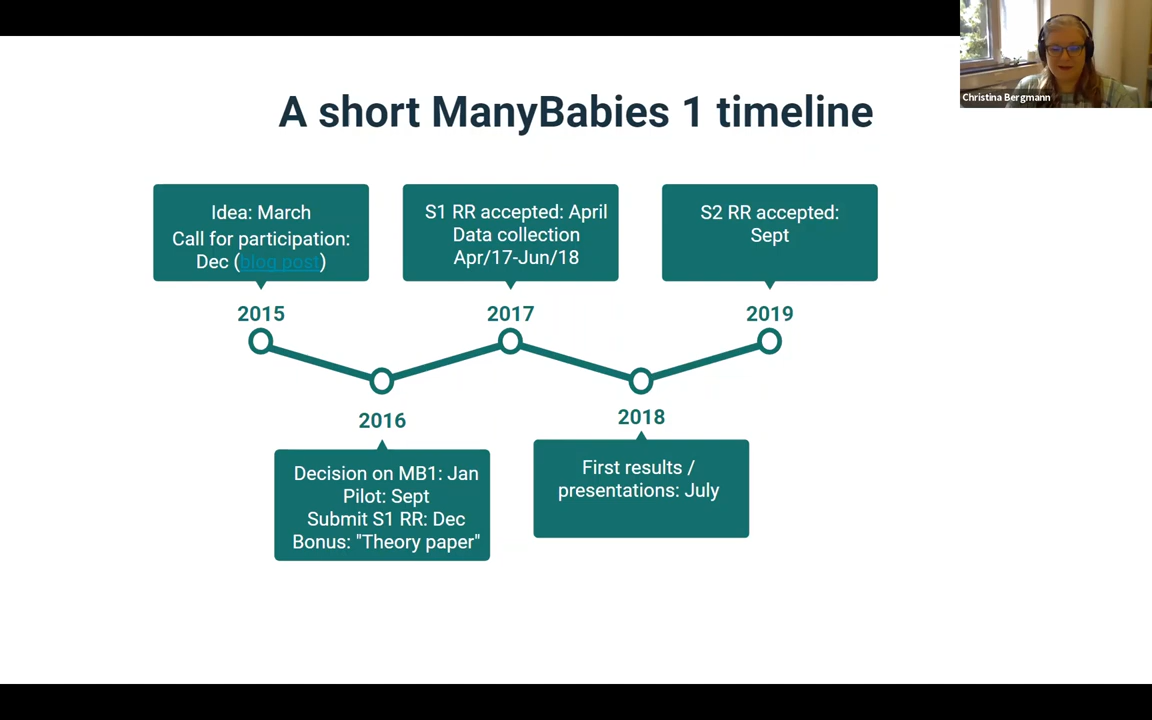 Christina Bergmann
A short ManyBabies 1 timeline
Idea: March
Call for participation:
Dec (blog post)
2015
S1 RR accepted: April
Data collection
Apr/17-Jun/18
2017
S2 RR accepted:
Sept
2019
2016
Decision on MB1: Jan
Pilot: Sept
Submit S1 RR: Dec
Bonus: "Theory paper"
2018
First results /
presentations: July